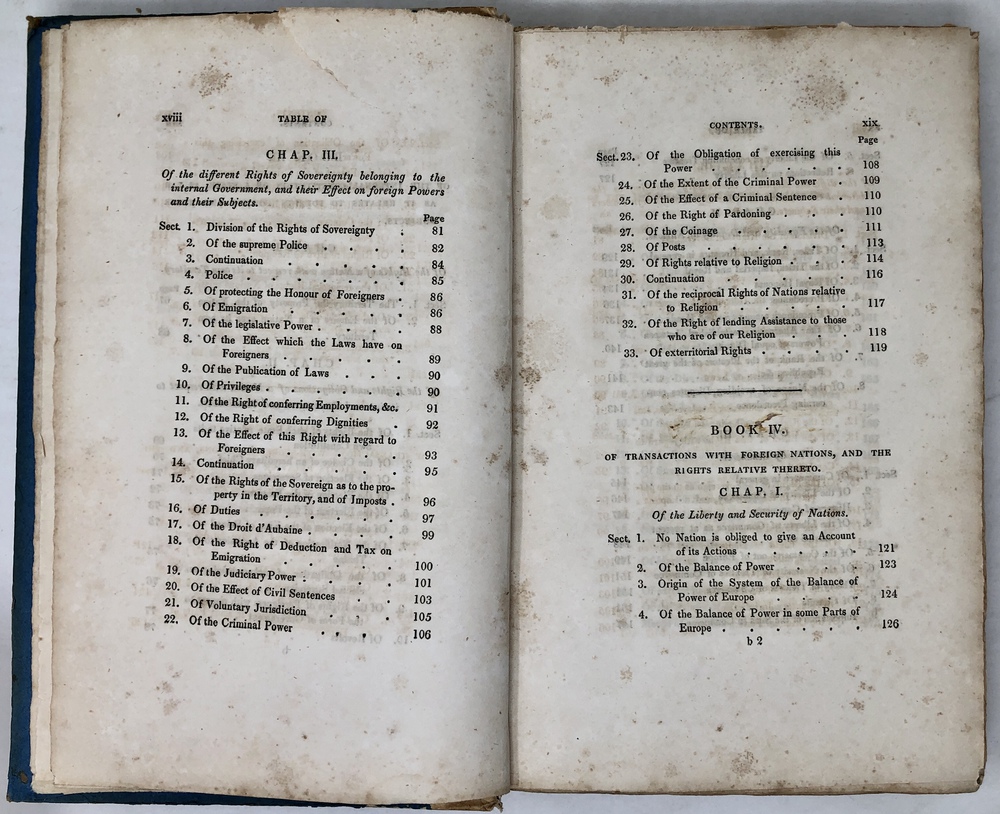 xviii TABLE OF
CHAP. III.
Of the different Rights of Sovereignty belonging to the
internal Government, and their Effect on foreign Powers
and their Subjects.
Page
Sect. 1. Division of the Rights of Sovereignty . 81
2. Of the supreme Police . . . . 82
3. Continuation . . . . . 84
4. Police . . . . . . 85
5. Of protecting the Honour of Foreigners . 86
6. Of Emigration . . . . . 86
7. Of the legislative Power . . . . 88
8. Of the Effect which the Laws have on
Foreigners . . . . . 89
9. Of the Publication of Laws . . . 90
10. Of Privileges . . . . . 90
11. Of the Right of conferring Employments, &c. 91
12. Of the Right of conferring Dignities . 92
13. Of the Effect of this Right with regard to
Foreigners . . . . . 93
14. Continuation . . . . . 95
15. Of the Rights of the Sovereign as to the pro-
perty in the Territory, and of Imposts . 96
16. Of Duties . . . . . 97
17. Of the Droit d'Aubaine . . . . 99
18. Of the Right of Deduction and Tax on
Emigration . . . . . 100
19. Of the Judiciary Power . . . . 101
20. Of the Effect of Civil Sentences . . 103
21. Of Voluntary Jurisdiction . . . 105
22. Of the Criminal Power . . . 106
CONTENTS. xix
Page
Sect. 23. Of the Obligation of exercising this
Power . . . . . . 108
24. Of the Extent of the Criminal Power . 109
25. Of the Effect of a Criminal Sentence . 110
26. Of the Right of Pardoning . . . 110
27. Of the Coinage . . . . . 111
28. Of Posts . . . . . . 113
29. Of Rights relative to Religion . . . 114
30. Continuation . . . . . 116
31. Of the reciprocal Rights of Nations relative
to Religion . . . . . 117
32. Of the Right of lending Assistance to those
who are of our Religion . . . 118
33. Of exterritorial Rights . . . . 119
BOOK IV.
OF TRANSACTIONS WITH FOREIGN NATIONS, AND THE
RIGHTS RELATIVE THERETO.
CHAP. I.
Of the Liberty and Security of Nations.
Sect. 1. No Nation is obliged to give an Account
of its Actions . . . . . 121
2. Of the Balance of Power . . . 123
3. Origin of the System of the Balance of
Power of Europe . . . . 124
4. Of the Balance of Power in some Parts of
Europe . . . . . . 126
b 2